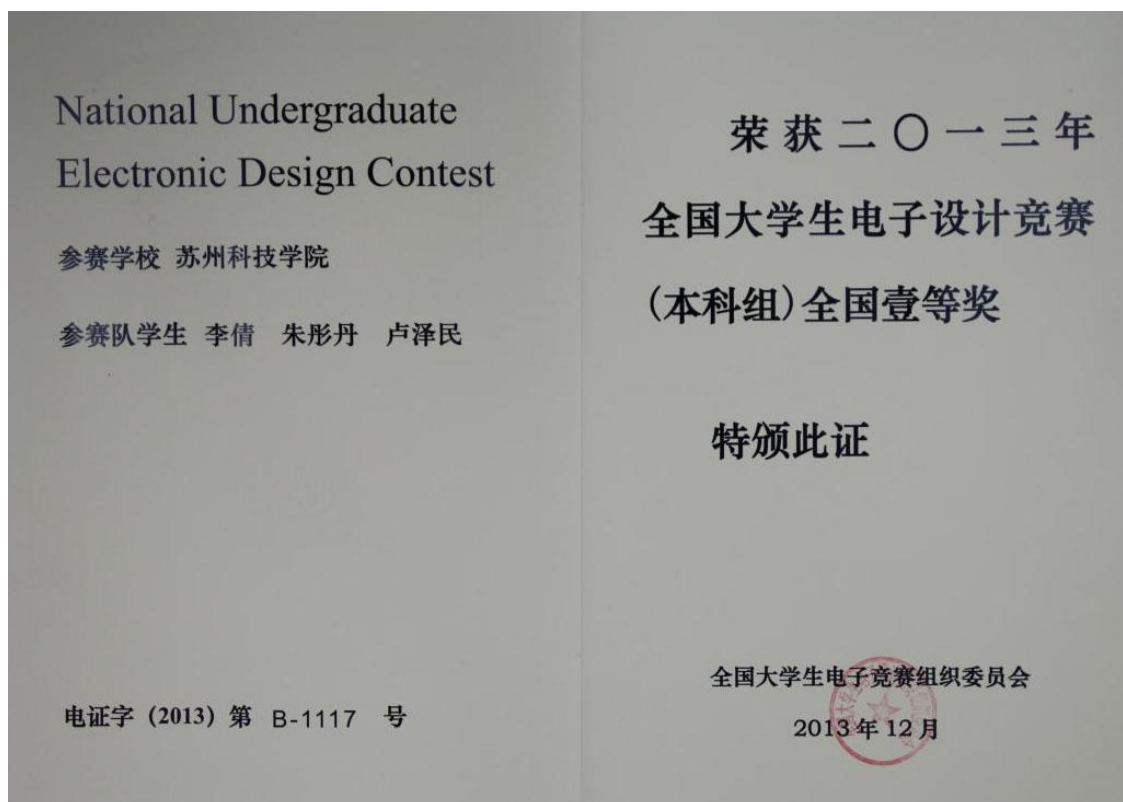 National Undergraduate
Electronic Design Contest
参赛学校 苏州科技学院
参赛队学生 李倩 朱彤丹 卢泽民
电证字（2013）第 B-1117 号
荣获二〇一三年
全国大学生电子设计竞赛
(本科组)全国壹等奖
特颁此证
全国大学生电子竞赛组织委员会
2013年12月